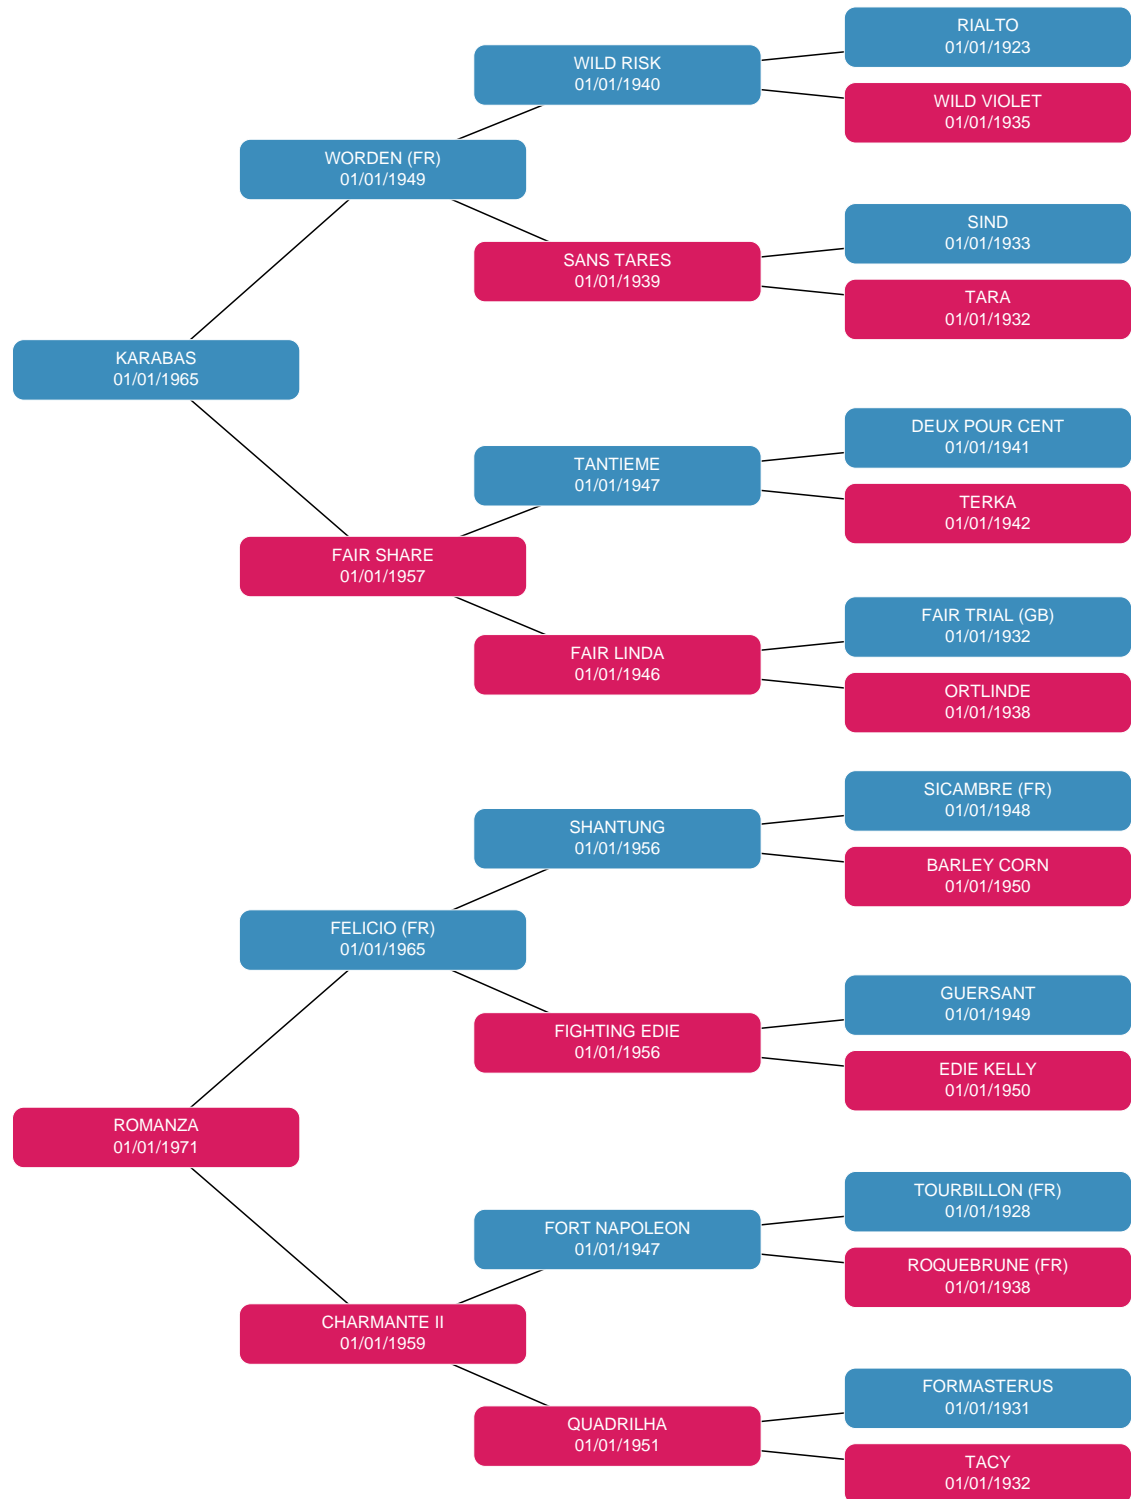 RIALTO
01/01/1923
WILD RISK
01/01/1940
WILD VIOLET
01/01/1935
WORDEN (FR)
01/01/1949
SIND
01/01/1933
SANS TARES
01/01/1939
TARA
01/01/1932
KARABAS
01/01/1965
DEUX POUR CENT
01/01/1941
TANTIEME
01/01/1947
TERKA
01/01/1942
FAIR SHARE
01/01/1957
FAIR TRIAL (GB)
01/01/1932
FAIR LINDA
01/01/1946
ORTLINDE
01/01/1938
SICAMBRE (FR)
01/01/1948
SHANTUNG
01/01/1956
BARLEY CORN
01/01/1950
FELICIO (FR)
01/01/1965
GUERSANT
01/01/1949
FIGHTING EDIE
01/01/1956
EDIE KELLY
01/01/1950
ROMANZA
01/01/1971
TOURBILLON (FR)
01/01/1928
FORT NAPOLEON
01/01/1947
ROQUEBRUNE (FR)
01/01/1938
CHARMANTE II
01/01/1959
FORMASTERUS
01/01/1931
QUADRILHA
01/01/1951
TACY
01/01/1932